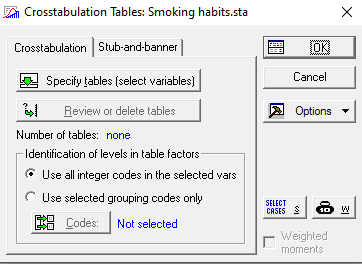 Crosstabulation Tables: Smoking habits.sta
Crosstabulation
Stub-and-banner
Specify tables (select variables)
Review or delete tables
Number of tables: none
Identification of levels in table factors
Use all integer codes in the selected vars
Use selected grouping codes only
Codes:
Not selected
OK
Cancel
Options
SELECT
CASES
S
W
Weighted
moments